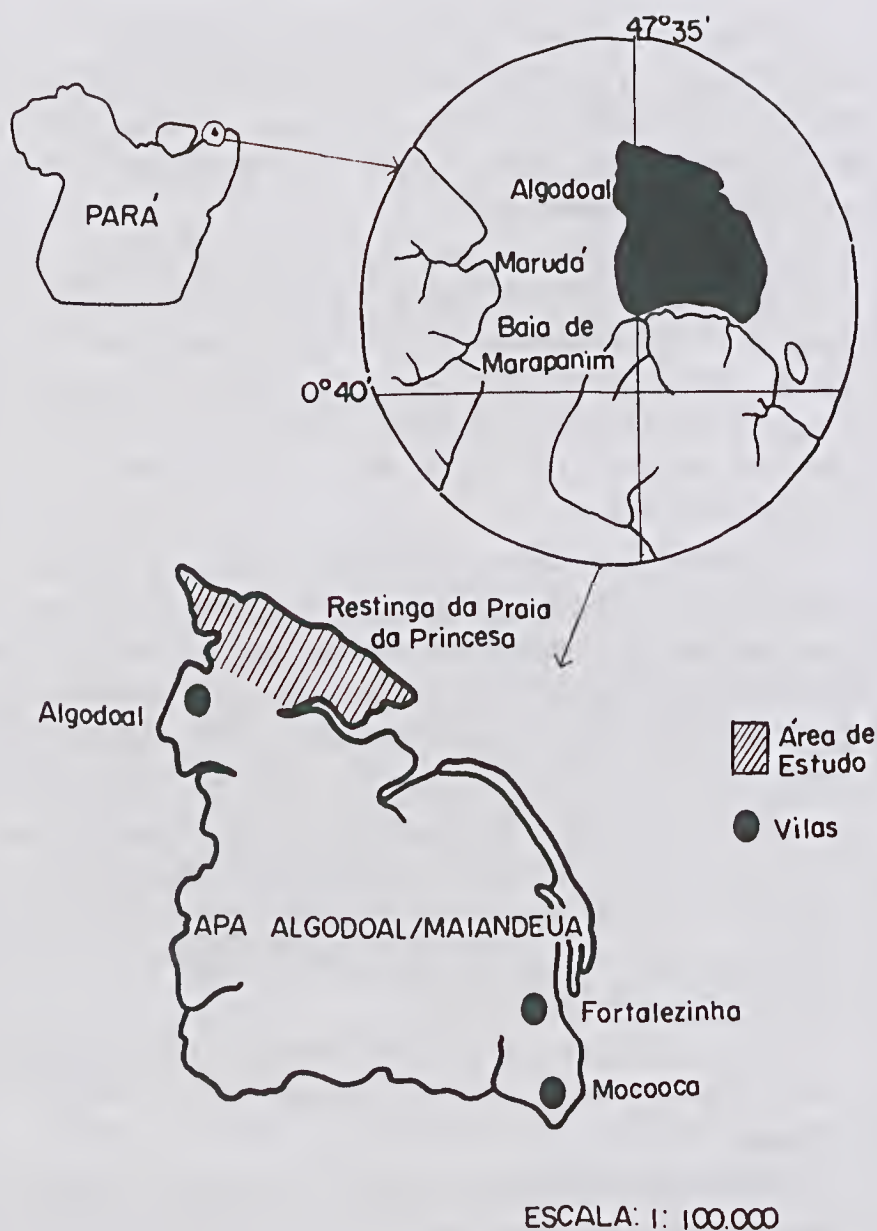 47°35'
PARÁ
Algodoal
Marudá
Baia de
Marapanim
0°40'
Restinga da Praia
da Princesa
Algodoal
Área de
Estudo
Vilas
APA ALGODOAL/MAIANDEUA
Fortalezinha
Mocooca
ESCALA: 1: 100.000